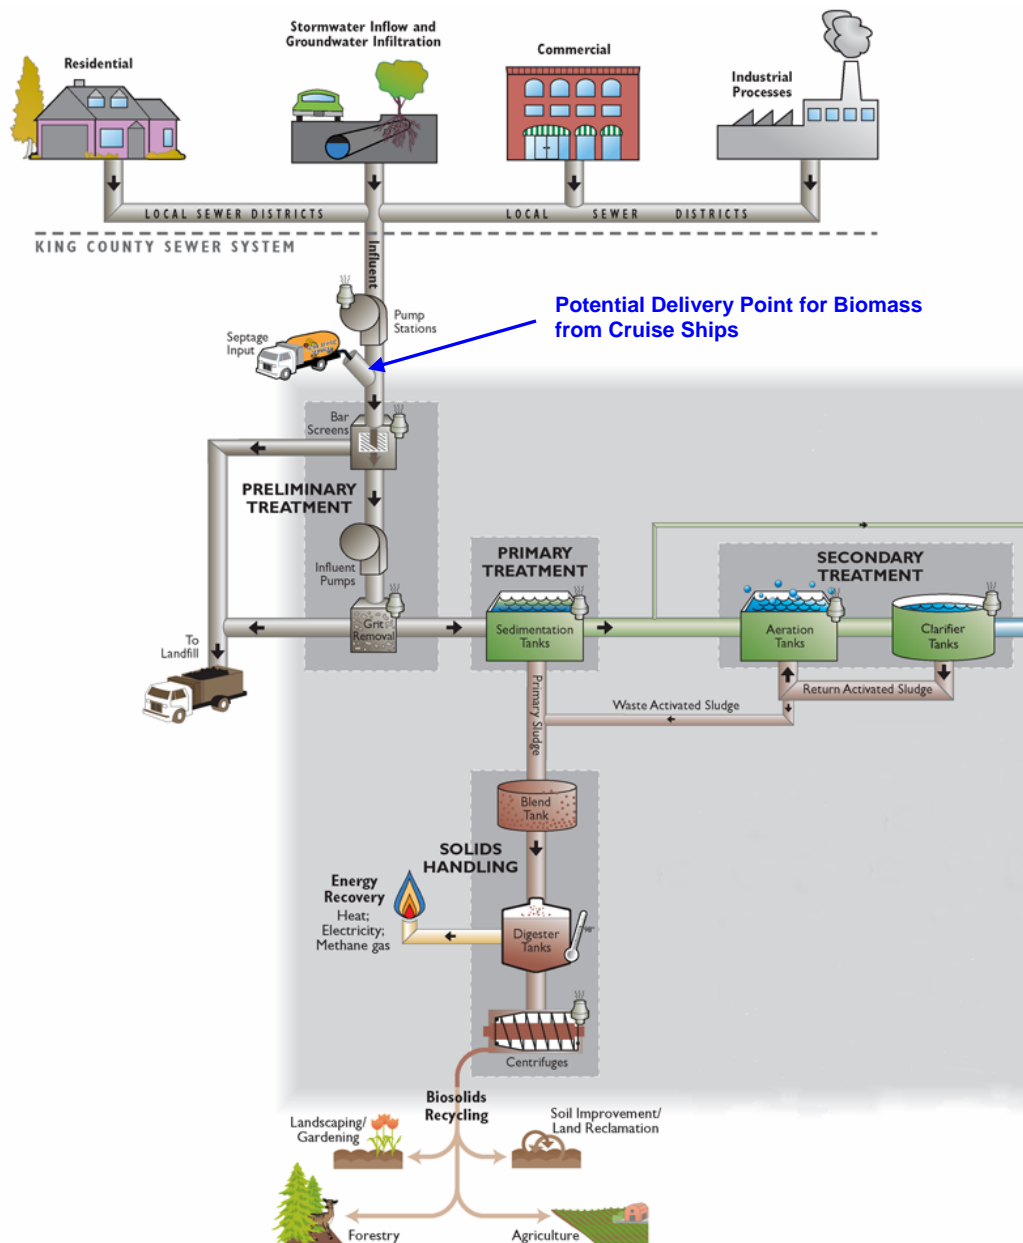 Stormwater Inflow and
Groundwater Infiltration
Residential
Commercial
Industrial
Processes
LOCAL SEWER DISTRICTS
LOCAL SEWER DISTRICTS
KING COUNTY SEWER SYSTEM
Influent
Pump
Stations
Potential Delivery Point for Biomass
from Cruise Ships
Septage
Input
Bar
Screens
PRELIMINARY
TREATMENT
Influent
Pumps
Grit
Removal
To
Landfill
PRIMARY
TREATMENT
Sedimentation
Tanks
SECONDARY
TREATMENT
Aeration
Tanks
Clarifier
Tanks
Return Activated Sludge
Waste Activated Sludge
Primary Sludge
Blend
Tank
SOLIDS
HANDLING
Energy
Recovery
Heat;
Electricity;
Methane gas
Digester
Tanks
98°
Centrifuges
Biosolids
Recycling
Landscaping/
Gardening
Soil Improvement/
Land Reclamation
Forestry
Agriculture